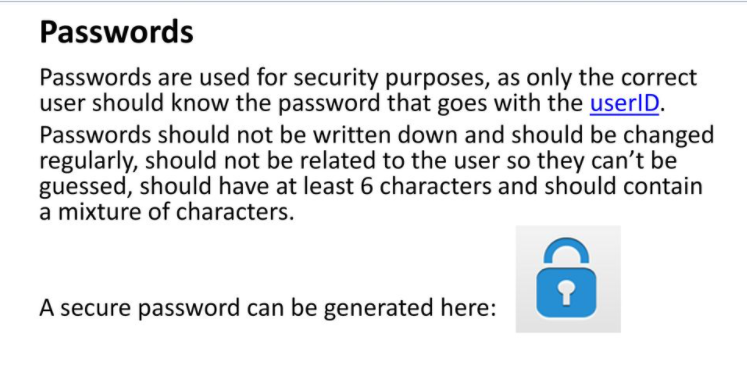 Passwords
Passwords are used for security purposes, as only the correct
user should know the password that goes with the userID.
Passwords should not be written down and should be changed
regularly, should not be related to the user so they can’t be
guessed, should have at least 6 characters and should contain
a mixture of characters.
A secure password can be generated here: